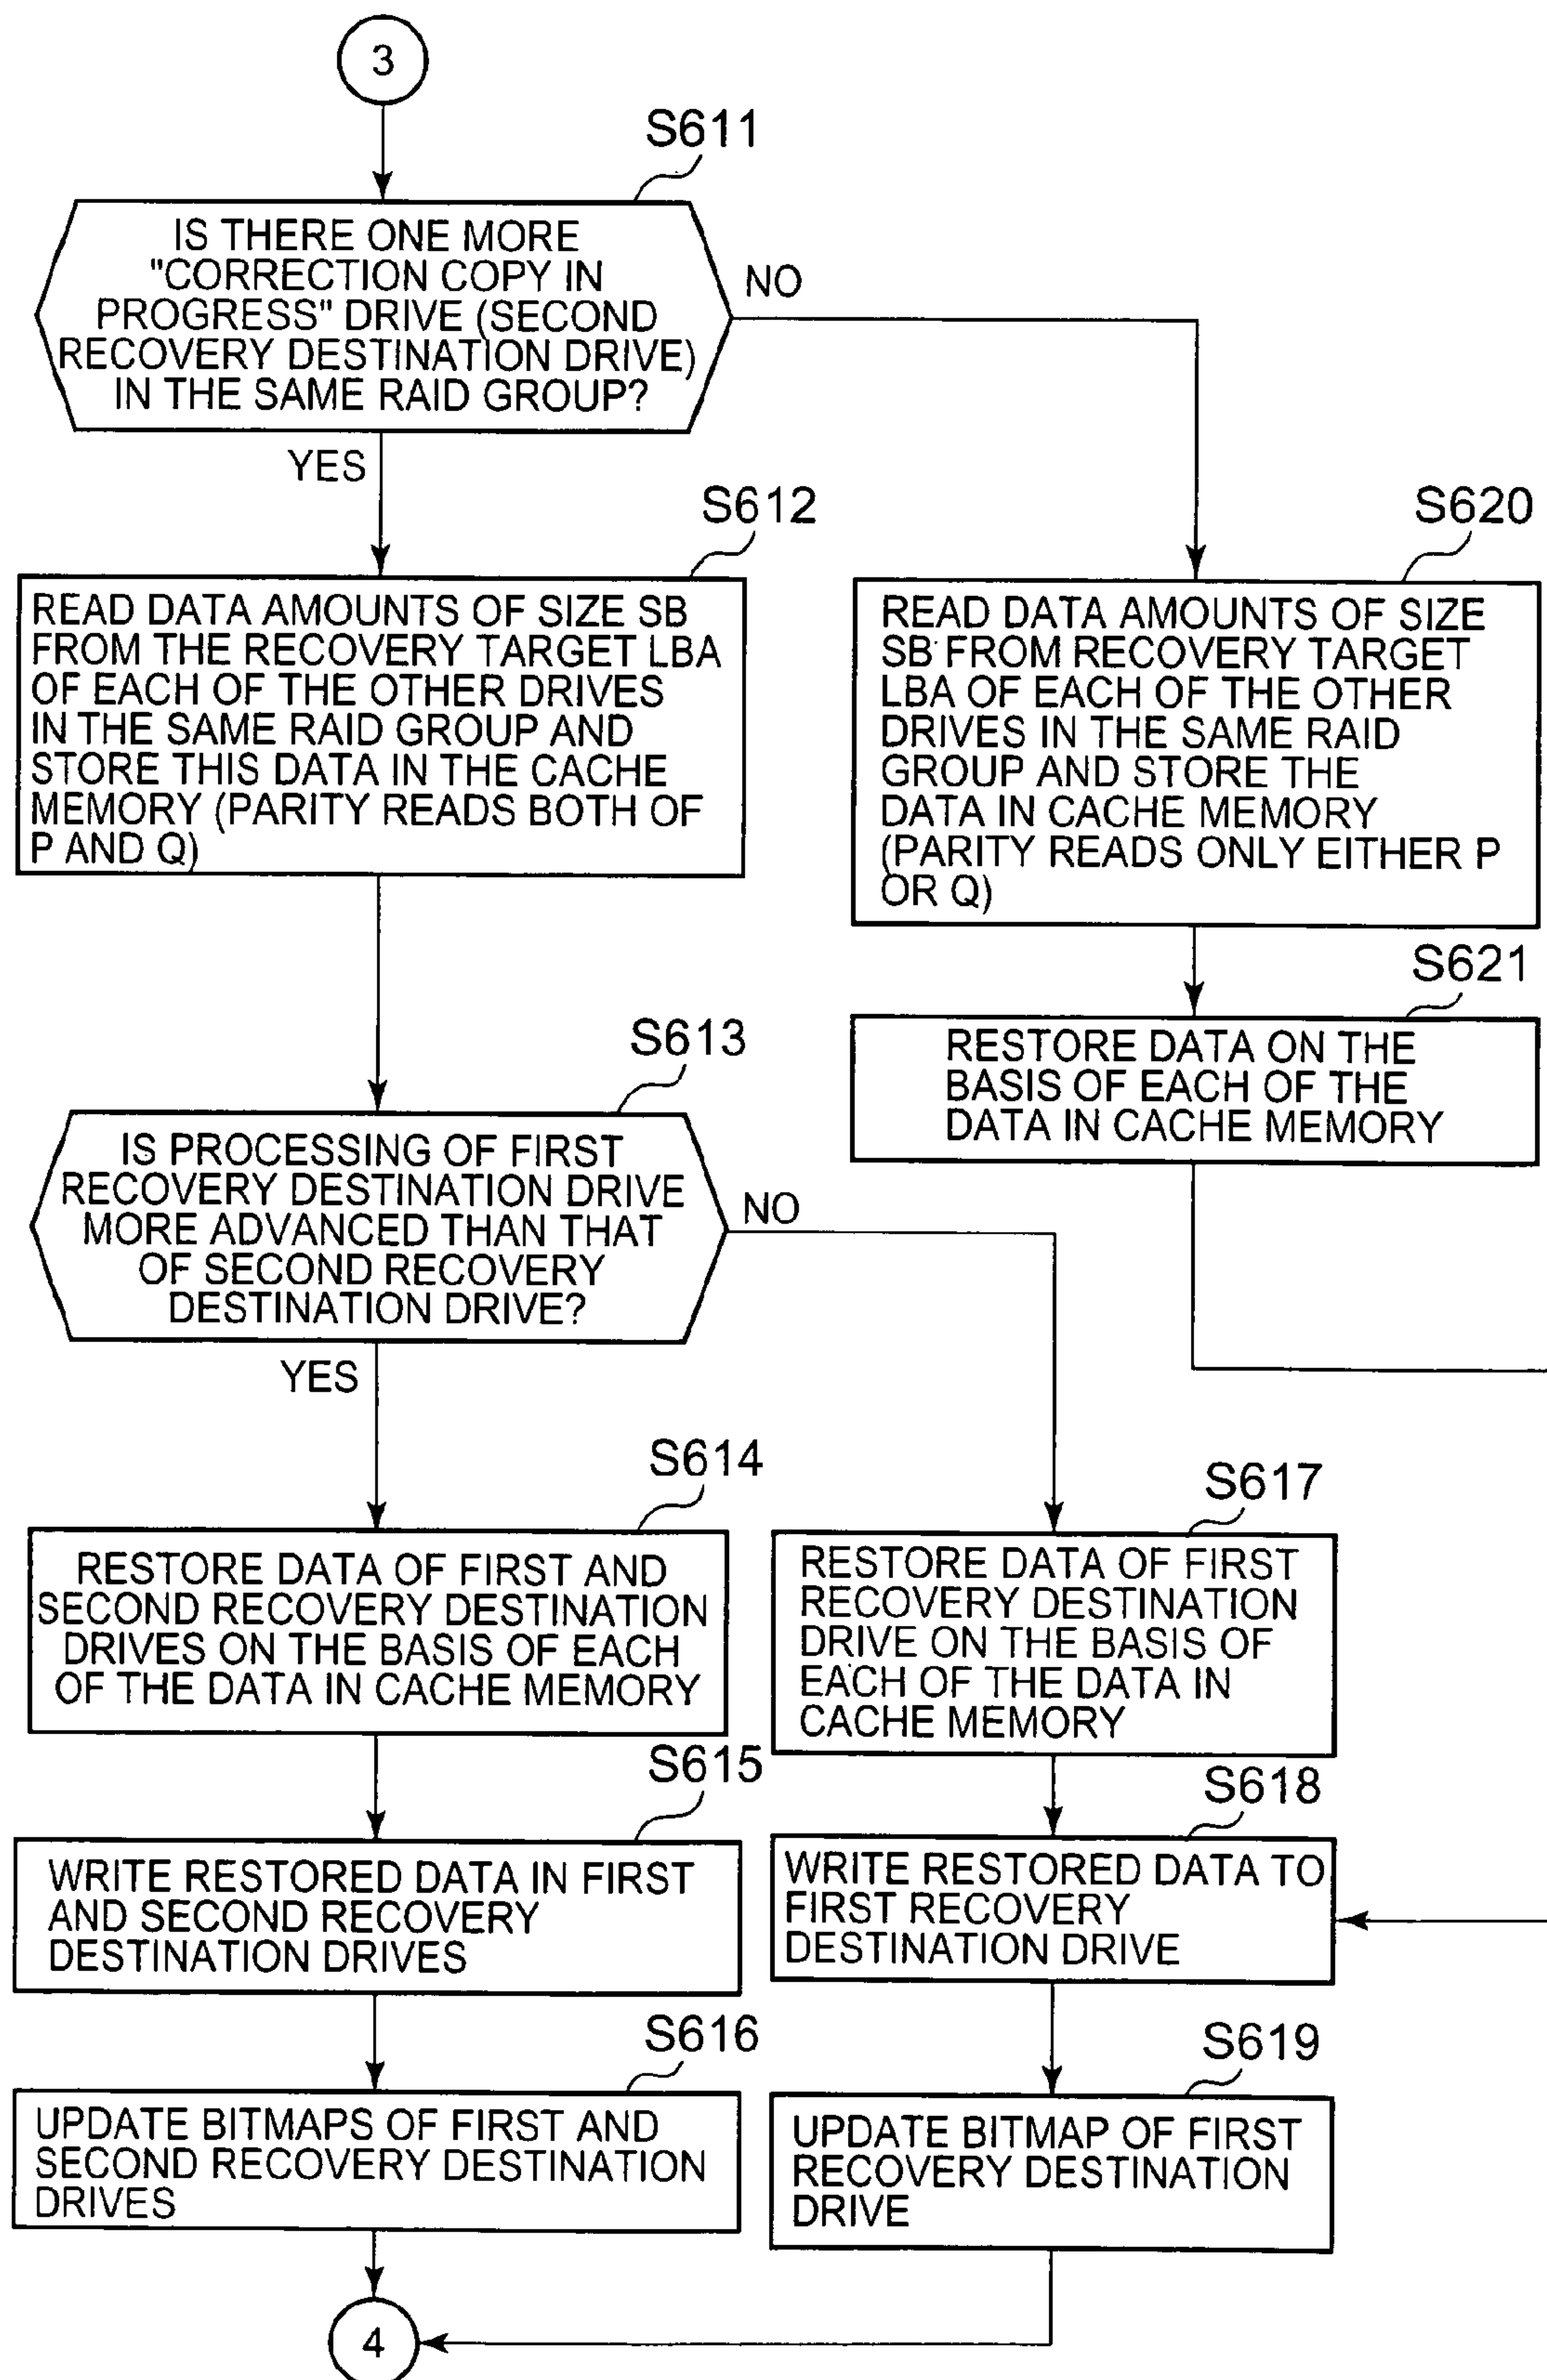 3
S611
IS THERE ONE MORE
"CORRECTION COPY IN
PROGRESS" DRIVE (SECOND
RECOVERY DESTINATION DRIVE)
IN THE SAME RAID GROUP?
NO
YES
S612
READ DATA AMOUNTS OF SIZE SB
FROM THE RECOVERY TARGET LBA
OF EACH OF THE OTHER DRIVES
IN THE SAME RAID GROUP AND
STORE THIS DATA IN THE CACHE
MEMORY (PARITY READS BOTH OF
P AND Q)
S620
READ DATA AMOUNTS OF SIZE
SB FROM RECOVERY TARGET
LBA OF EACH OF THE OTHER
DRIVES IN THE SAME RAID
GROUP AND STORE THE
DATA IN CACHE MEMORY
(PARITY READS ONLY EITHER P
OR Q)
S621
RESTORE DATA ON THE
BASIS OF EACH OF THE
DATA IN CACHE MEMORY
S613
IS PROCESSING OF FIRST
RECOVERY DESTINATION DRIVE
MORE ADVANCED THAN THAT
OF SECOND RECOVERY
DESTINATION DRIVE?
NO
YES
S614
RESTORE DATA OF FIRST AND
SECOND RECOVERY DESTINATION
DRIVES ON THE BASIS OF EACH
OF THE DATA IN CACHE MEMORY
S617
RESTORE DATA OF FIRST
RECOVERY DESTINATION
DRIVE ON THE BASIS OF
EACH OF THE DATA IN
CACHE MEMORY
S615
WRITE RESTORED DATA IN FIRST
AND SECOND RECOVERY
DESTINATION DRIVES
S618
WRITE RESTORED DATA TO
FIRST RECOVERY
DESTINATION DRIVE
S616
UPDATE BITMAPS OF FIRST AND
SECOND RECOVERY DESTINATION
DRIVES
S619
UPDATE BITMAP OF FIRST
RECOVERY DESTINATION
DRIVE
4